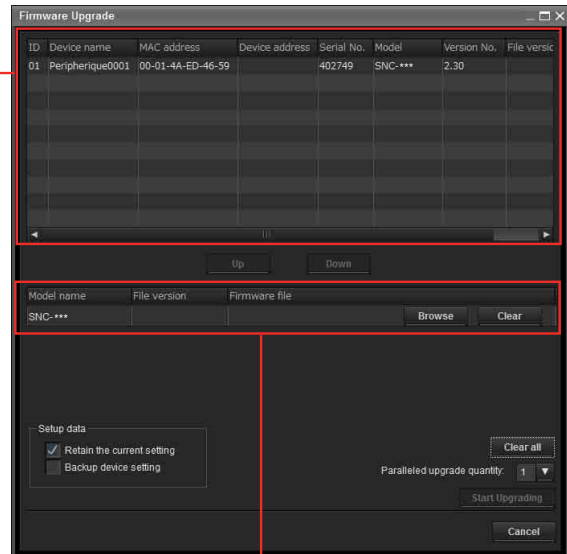 Firmware Upgrade
ID Device name MAC address Device address Serial No. Model Version No. File versic
01 Peripherique0001 00-01-4A-ED-46-59 402749 SNC-*** 2.30
Up Down
Model name File version Firmware file
SNC-*** Browse Clear
Setup data
Retain the current setting
Backup device setting
Clear all
Paralleled upgrade quantity: 1
Start Upgrading
Cancel